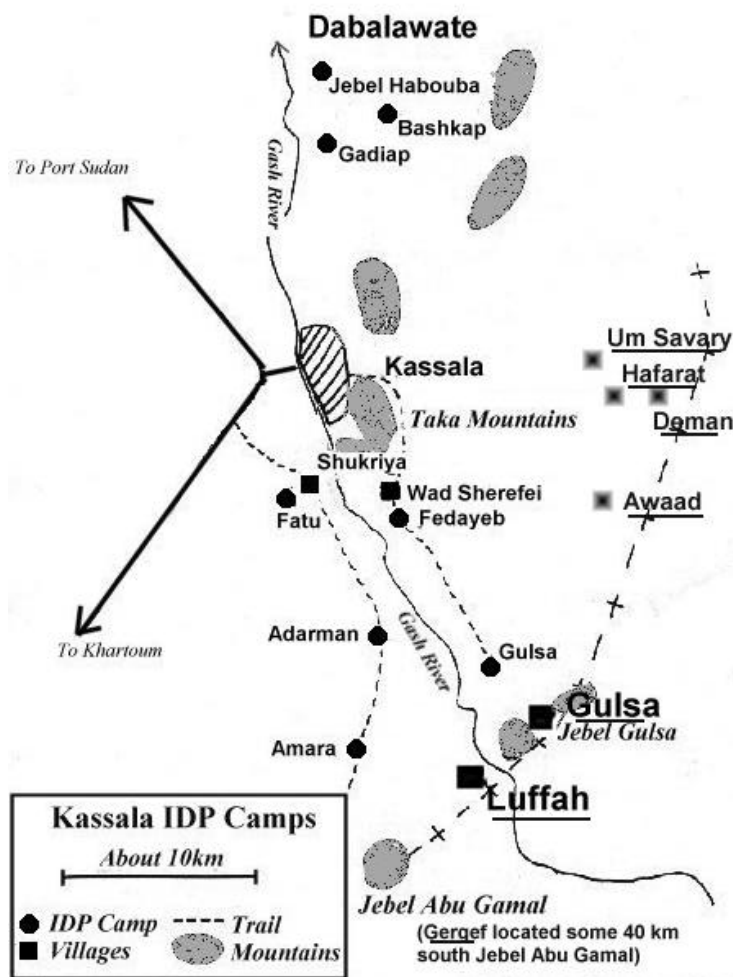 Dabalawate
Jebel Habouba
Bashkap
Gadiap
Gash River
To Port Sudan
Um Savary
Hafarat
Deman
Kassala
Taka Mountains
Shukriya
Wad Sherefei
Fatu
Fedayeb
Awaad
Adarman
Gash River
Gulsa
To Khartoum
Gulsa
Jebel Gulsa
Amara
Luffah
Kassala IDP Camps
About 10km
IDP Camp
Trail
Villages
Mountains
Jebel Abu Gamal
(Gergef located some 40 km
south Jebel Abu Gamal)